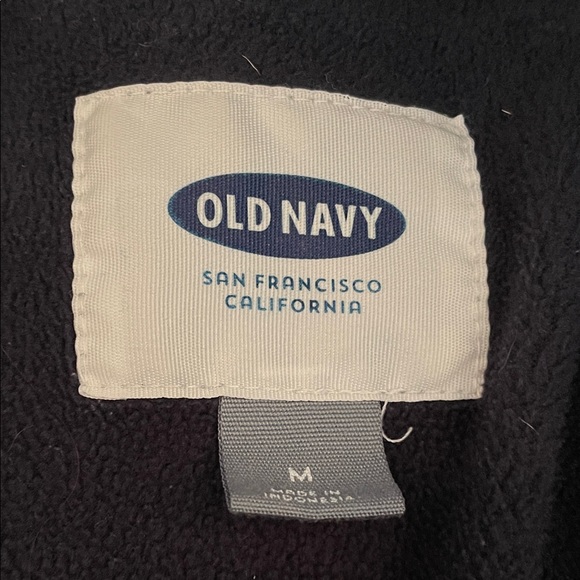 OLD NAVY
SAN FRANCISCO
CALIFORNIA
M
MADE IN
INDONESIA